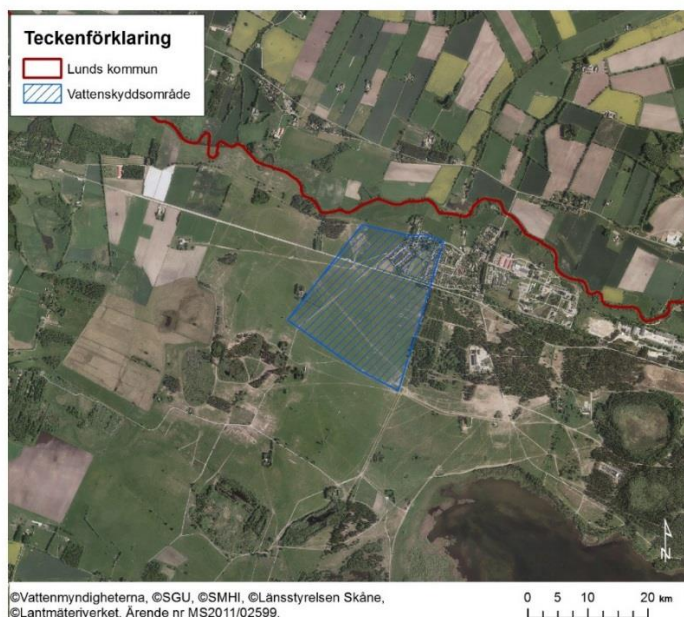 Teckenförklaring
Lunds kommun
Vattenskyddsområde
©Vattenmyndigheterna, ©SGU, ©SMHI, ©Länsstyrelsen Skåne,
©Lantmäteriverket. Ärende nr MS2011/02599.
0 5 10 20 km
N